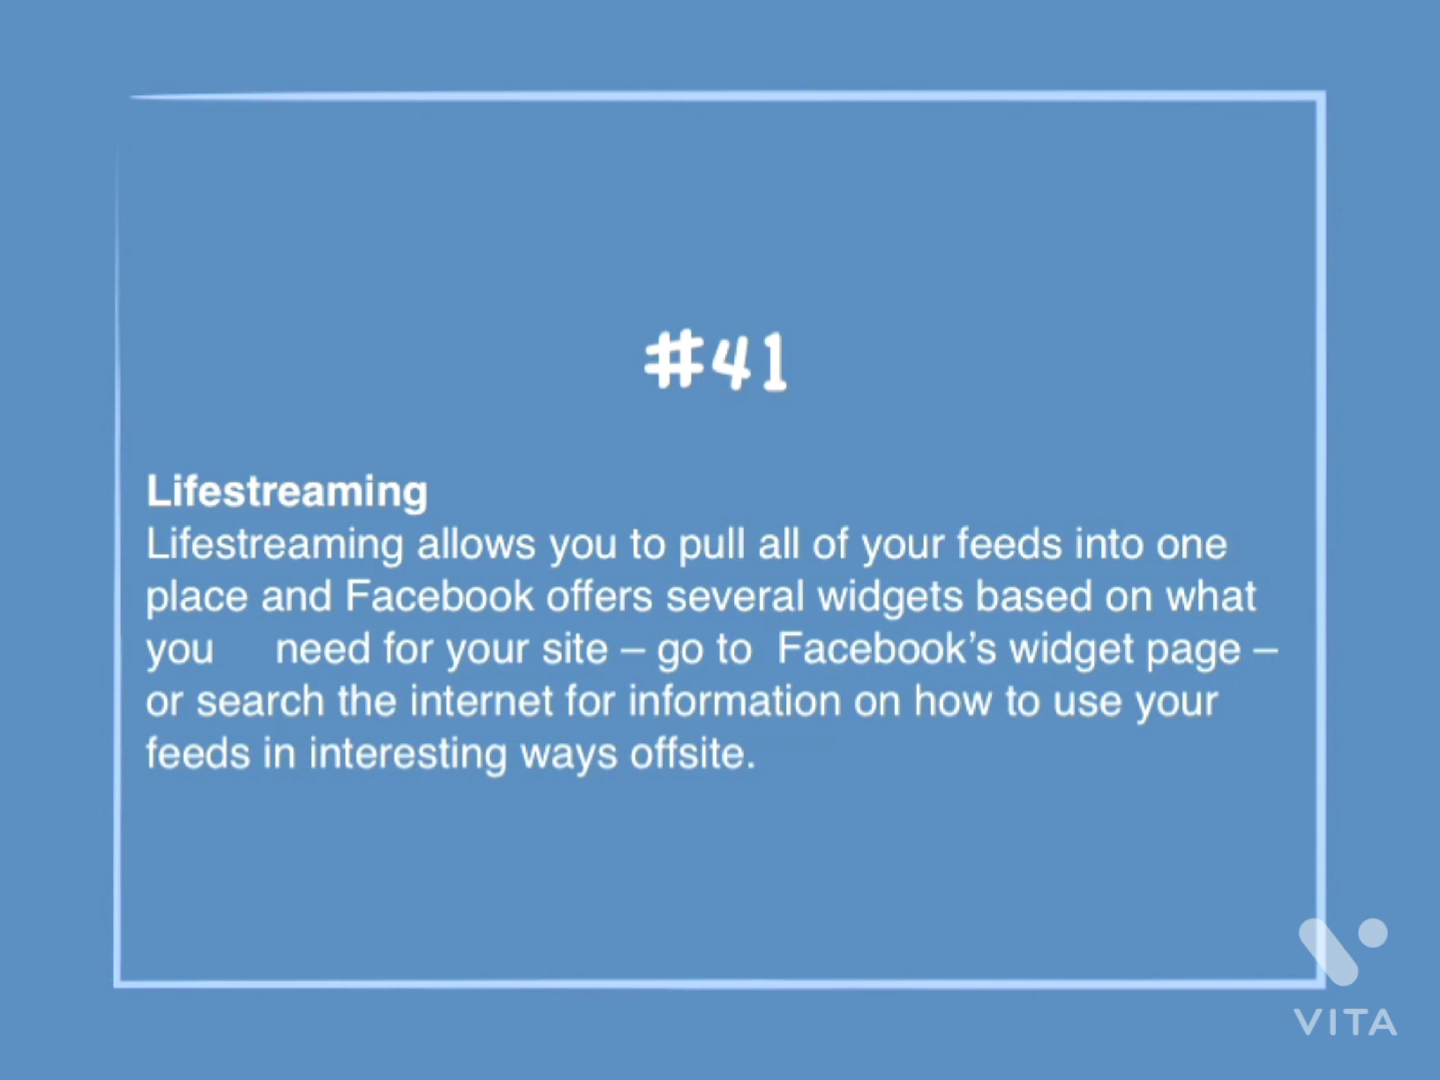 #41
Lifestreaming
Lifestreaming allows you to pull all of your feeds into one
place and Facebook offers several widgets based on what
you need for your site – go to Facebook’s widget page –
or search the internet for information on how to use your
feeds in interesting ways offsite.
VITA